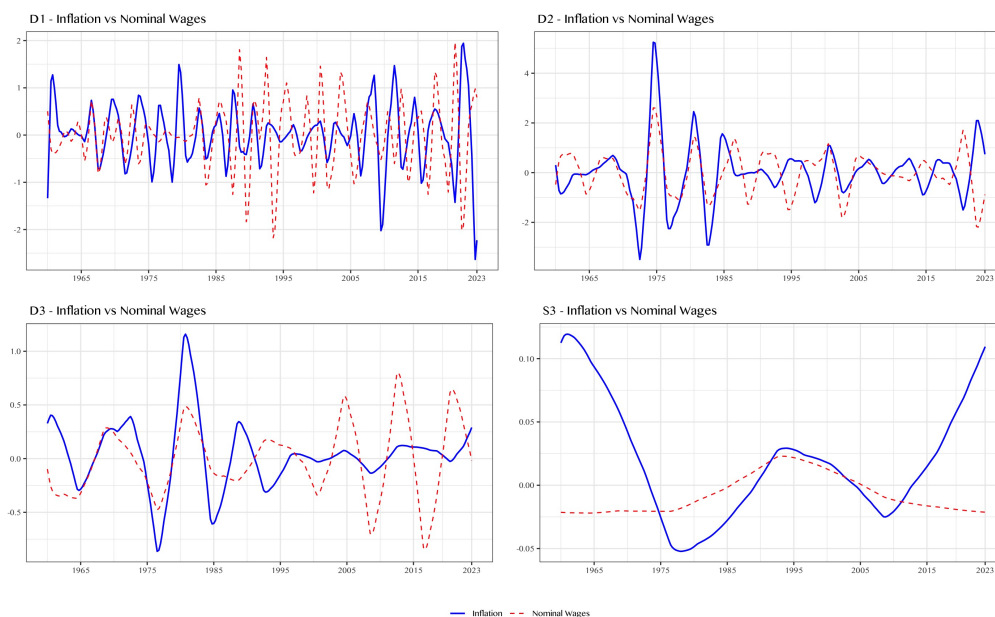 D1 - Inflation vs Nominal Wages
2
1
0
-1
-2
1965 1975 1985 1995 2005 2015 2023
D2 - Inflation vs Nominal Wages
4
2
0
-2
1965 1975 1985 1995 2005 2015 2023
D3 - Inflation vs Nominal Wages
1.0
0.5
0.0
-0.5
1965 1975 1985 1995 2005 2015 2023
S3 - Inflation vs Nominal Wages
0.10
0.05
0.00
-0.05
1965 1975 1985 1995 2005 2015 2023
Inflation Nominal Wages